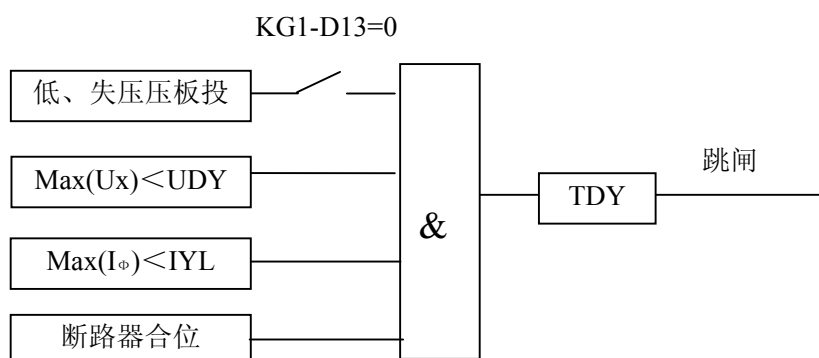 KG1-D13=0
低、失压压板投
Max(Ux)＜UDY
Max(IΦ)＜IYL
断路器合位
&
TDY
跳闸